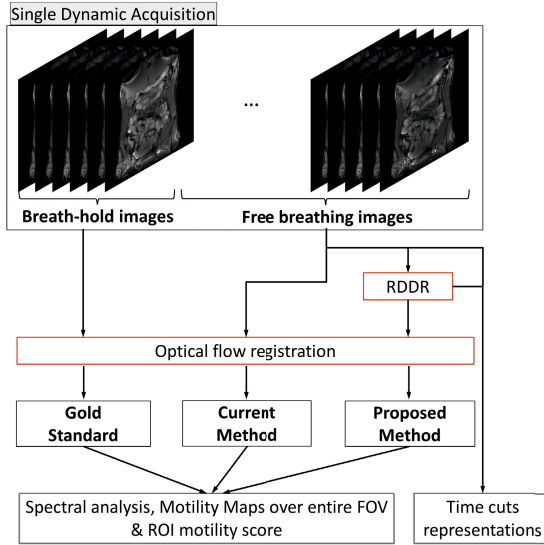 Single Dynamic Acquisition
...
Breath-hold images
Free breathing images
RDDR
Optical flow registration
Gold
Standard
Current
Method
Proposed
Method
Spectral analysis, Motility Maps over entire FOV
& ROI motility score
Time cuts
representations